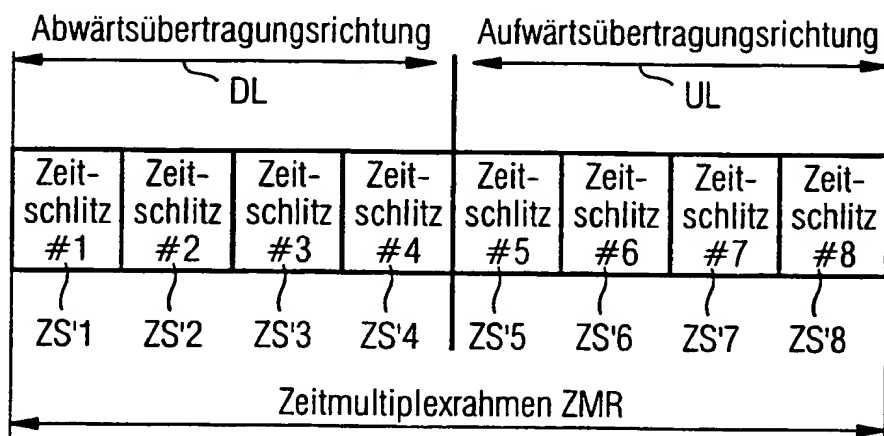 Abwärtsübertragungsrichtung Aufwärtsübertragungsrichtung
DL UL
Zeit- Zeit- Zeit- Zeit- Zeit- Zeit- Zeit- Zeit-
schlitz schlitz schlitz schlitz schlitz schlitz schlitz schlitz
#1 #2 #3 #4 #5 #6 #7 #8
ZS'1 ZS'2 ZS'3 ZS'4 ZS'5 ZS'6 ZS'7 ZS'8
Zeitmultiplexrahmen ZMR